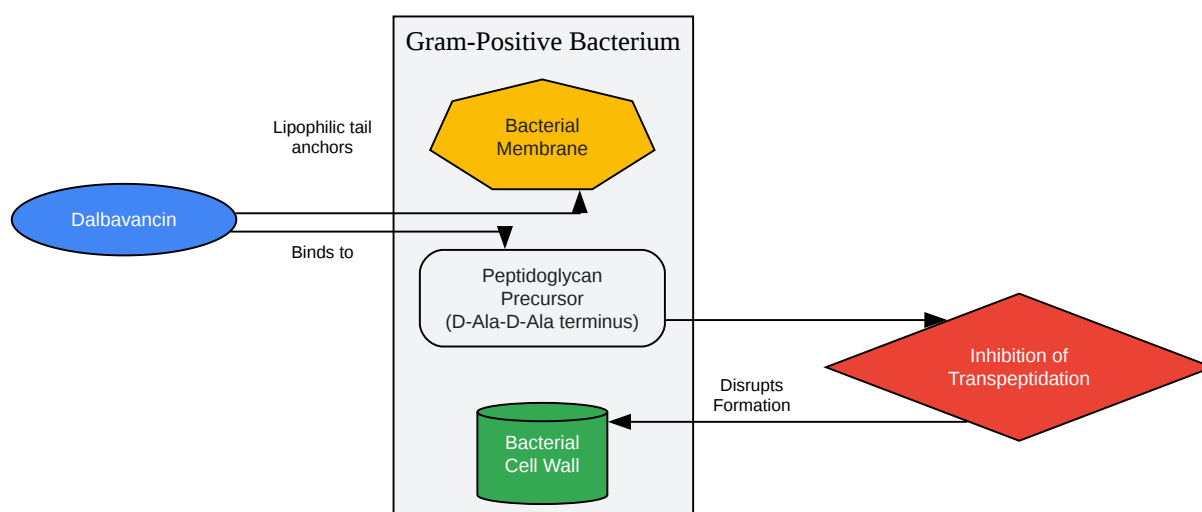 Gram-Positive Bacterium
Bacterial
Membrane
Lipophilic tail
anchors
Dalbavancin
Binds to
Peptidoglycan
Precursor
(D-Ala-D-Ala terminus)
Inhibition of
Transpeptidation
Disrupts
Formation
Bacterial
Cell Wall